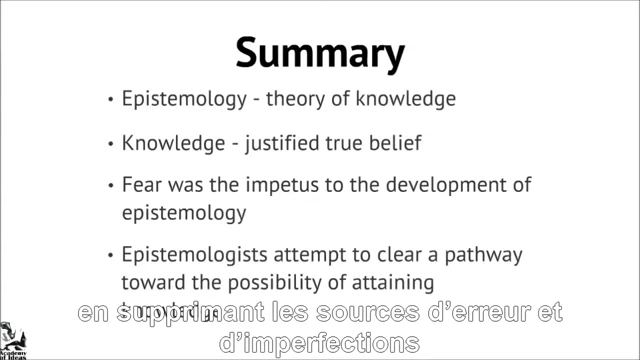 Summary
• Epistemology - theory of knowledge
• Knowledge - justified true belief
• Fear was the impetus to the development of
epistemology
• Epistemologists attempt to clear a pathway
toward the possibility of attaining
knowledge
en supprimant les sources d'erreur et
d'imperfections
Academy
of Ideas